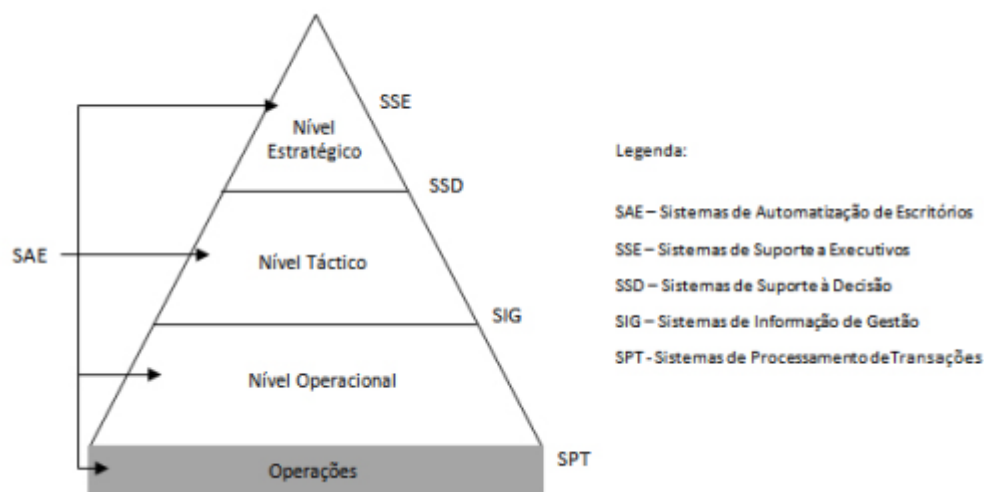 SSE
Nível
Estratégico
Legenda:
SSD
SAE – Sistemas de Automatização de Escritórios
SAE
Nível Táctico
SSE – Sistemas de Suporte a Executivos
SSD – Sistemas de Suporte à Decisão
SIG
SIG – Sistemas de Informação de Gestão
SPT - Sistemas de Processamento de Transações
Nível Operacional
SPT
Operações